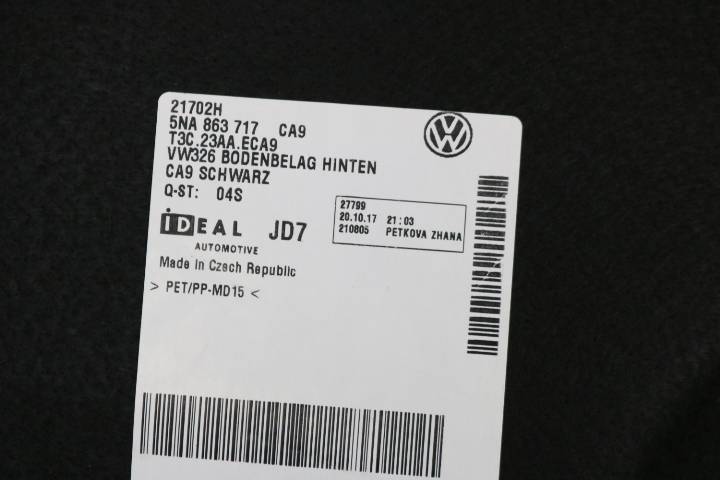 21702H
5NA 863 717 CA9
T3C.23AA.ECA9
VW326 BODENBELAG HINTEN
CA9 SCHWARZ
Q-ST: 04S
27799
20.10.17 21:03
210805 PETKOVA ZHANA
iDEAL JD7
AUTOMOTIVE
Made in Czech Republic
> PET/PP-MD15 <